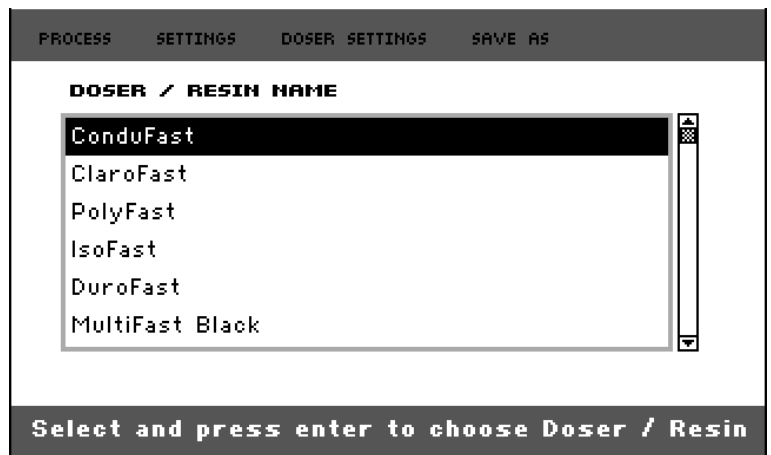 PROCESS SETTINGS DOSER SETTINGS SAVE AS
DOSER / RESIN NAME
ConduFast
ClaroFast
PolyFast
IsoFast
DuroFast
MultiFast Black
Select and press enter to choose Doser / Resin